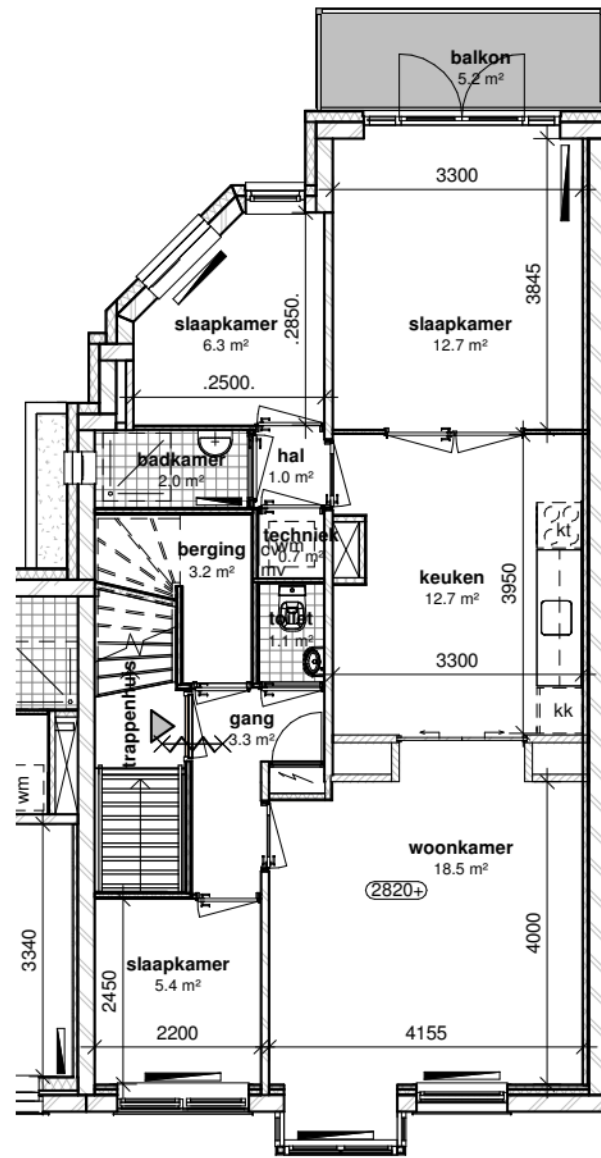 balkon
5.2 m²
3300
3845
slaapkamer
6.3 m²
.2850.
slaapkamer
12.7 m²
.2500.
badkamer
2.0 m²
hal
1.0 m²
techniek
0.7 m²
wm
cv
mv
berging
3.2 m²
kt
keuken
12.7 m²
3950
toilet
1.1 m²
3300
kk
trappenhuis
gang
3.3 m²
wm
woonkamer
18.5 m²
2820+
4000
slaapkamer
5.4 m²
3340
2450
2200
4155